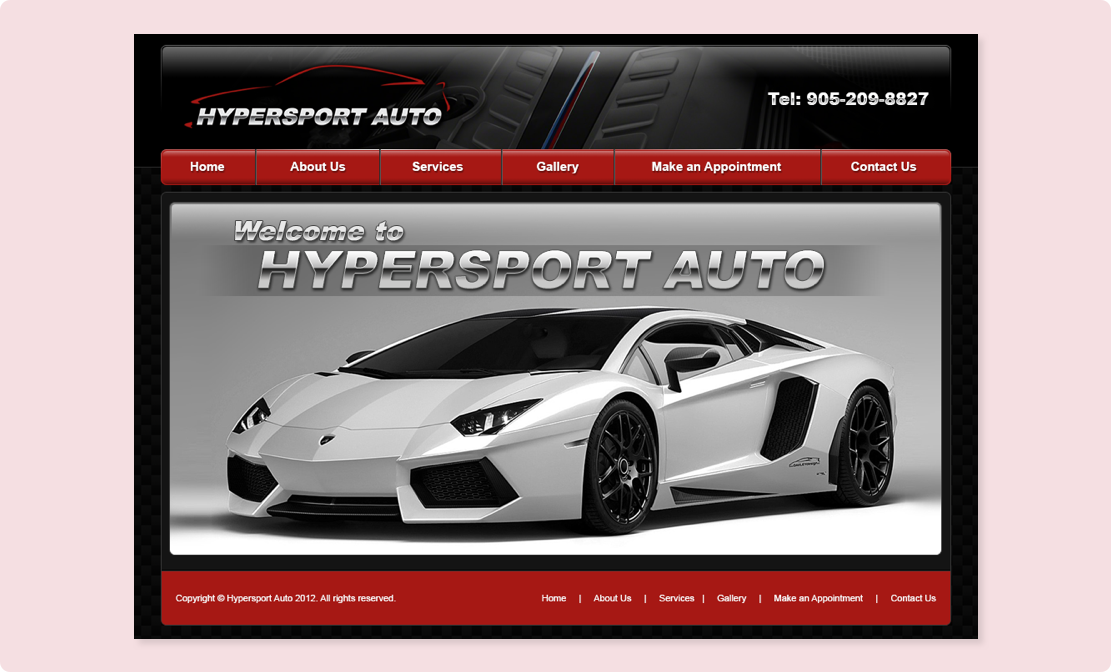 HYPERSPORT AUTO
Tel: 905-209-8827
Home About Us Services Gallery Make an Appointment Contact Us
Welcome to
HYPERSPORT AUTO
Copyright © Hypersport Auto 2012. All rights reserved.
Home | About Us | Services | Gallery | Make an Appointment | Contact Us